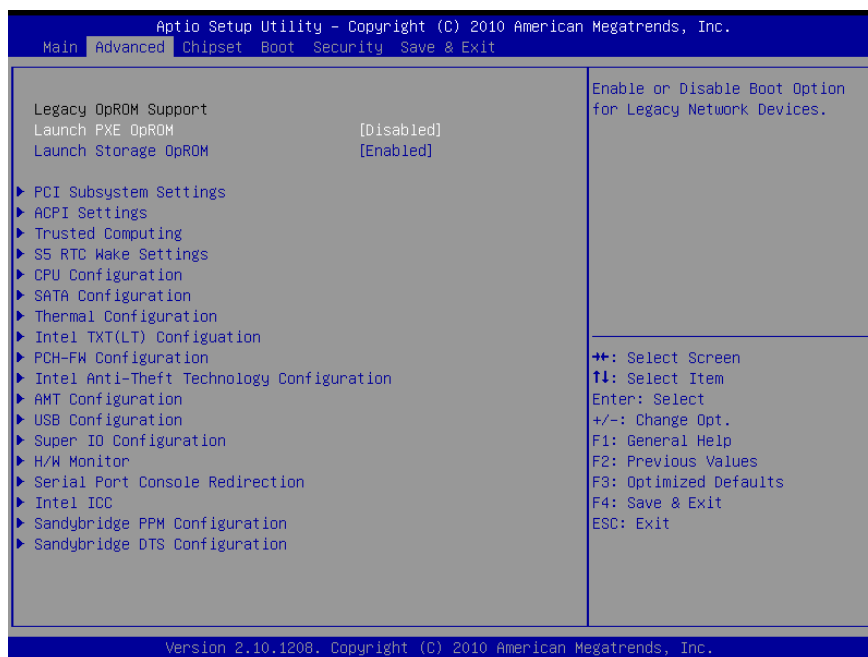 Aptio Setup Utility – Copyright (C) 2010 American Megatrends, Inc.
Main Advanced Chipset Boot Security Save & Exit
Legacy OpROM Support
Launch PXE OpROM [Disabled]
Launch Storage OpROM [Enabled]
PCI Subsystem Settings
ACPI Settings
Trusted Computing
S5 RTC Wake Settings
CPU Configuration
SATA Configuration
Thermal Configuration
Intel TXT(LT) Configuation
PCH-FW Configuration
Intel Anti-Theft Technology Configuration
AMT Configuration
USB Configuration
Super IO Configuration
H/W Monitor
Serial Port Console Redirection
Intel ICC
Sandybridge PPM Configuration
Sandybridge DTS Configuration
Enable or Disable Boot Option
for Legacy Network Devices.
→←: Select Screen
↑↓: Select Item
Enter: Select
+/-: Change Opt.
F1: General Help
F2: Previous Values
F3: Optimized Defaults
F4: Save & Exit
ESC: Exit
Version 2.10.1208. Copyright (C) 2010 American Megatrends, Inc.